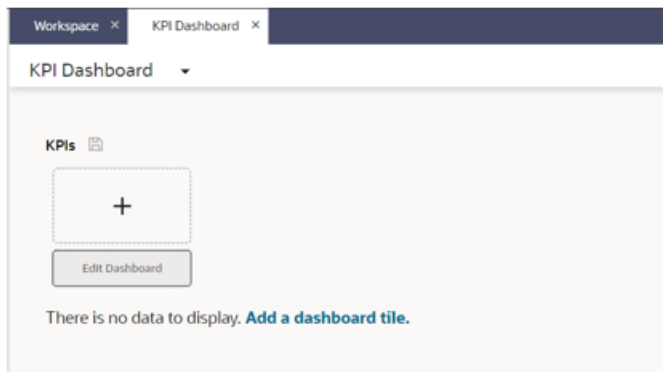 Workspace × KPI Dashboard ×
KPI Dashboard
KPIs
+
Edit Dashboard
There is no data to display. Add a dashboard tile.